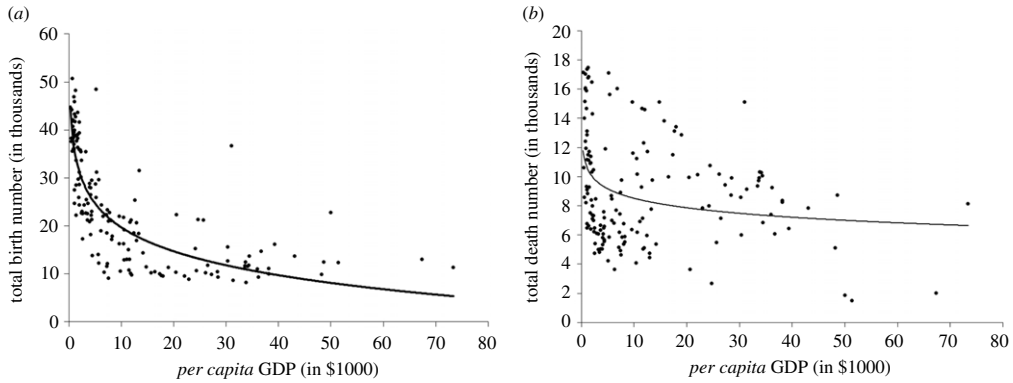 (a)
60
50
40
30
20
10
0
total birth number (in thousands)
0 10 20 30 40 50 60 70 80
per capita GDP (in $1000)
(b)
20
18
16
14
12
10
8
6
4
2
0
total death number (in thousands)
0 10 20 30 40 50 60 70 80
per capita GDP (in $1000)